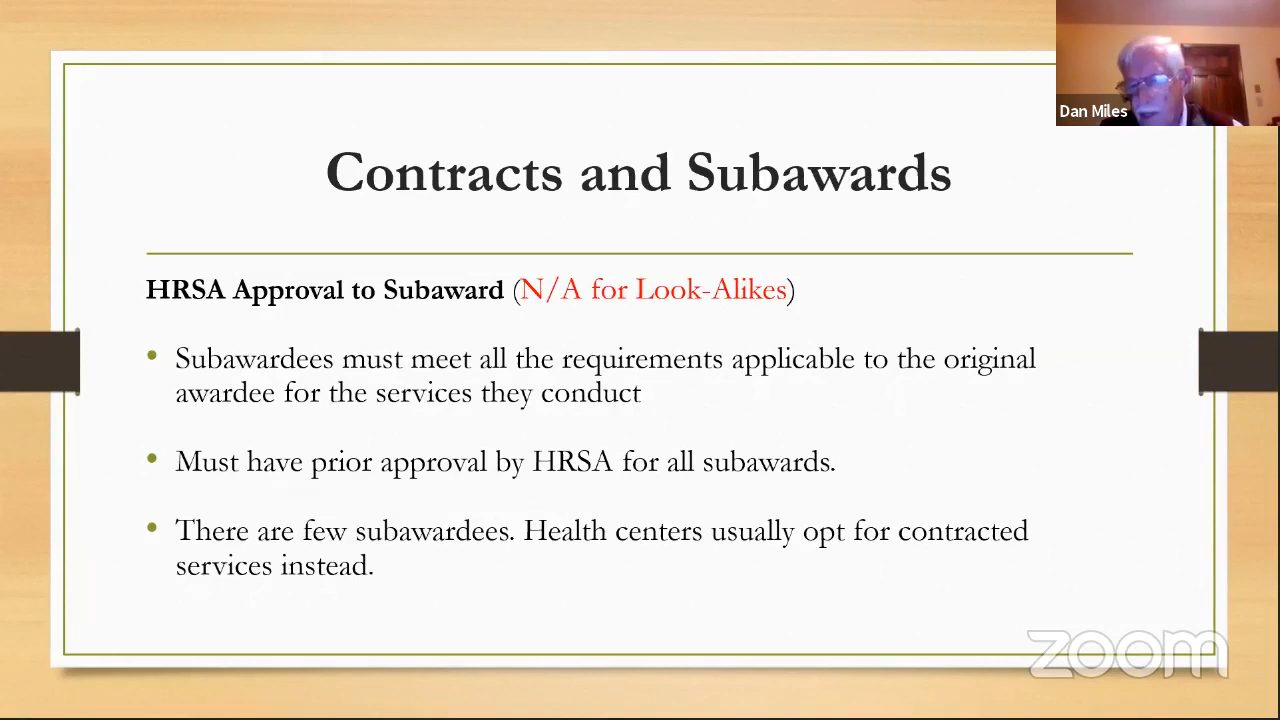 Dan Miles
Contracts and Subawards
HRSA Approval to Subaward (N/A for Look-Alikes)
• Subawardees must meet all the requirements applicable to the original
awardee for the services they conduct
• Must have prior approval by HRSA for all subawards.
• There are few subawardees. Health centers usually opt for contracted
services instead.
zoom